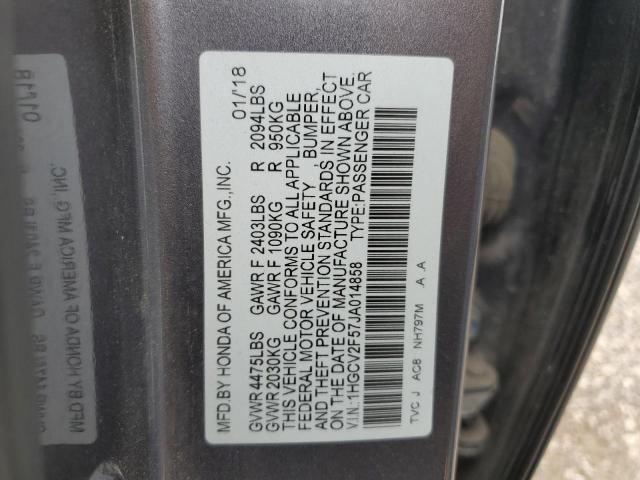 MFD.BY HONDA OF AMERICA MFG.,INC. 01/'18
GVWR 4475LBS GAWR F 2403LBS R 2094LBS
GVWR 2030KG GAWR F 1090KG R 950KG
THIS VEHICLE CONFORMS TO ALL APPLICABLE
FEDERAL MOTOR VEHICLE SAFETY , BUMPER,
AND THEFT PREVENTION STANDARDS IN EFFECT
ON THE DATE OF MANUFACTURE SHOWN ABOVE.
V.I.N.:1HGCV2F57JA014858 TYPE:PASSENGER CAR
TVC J AC8 NH797M .A .A